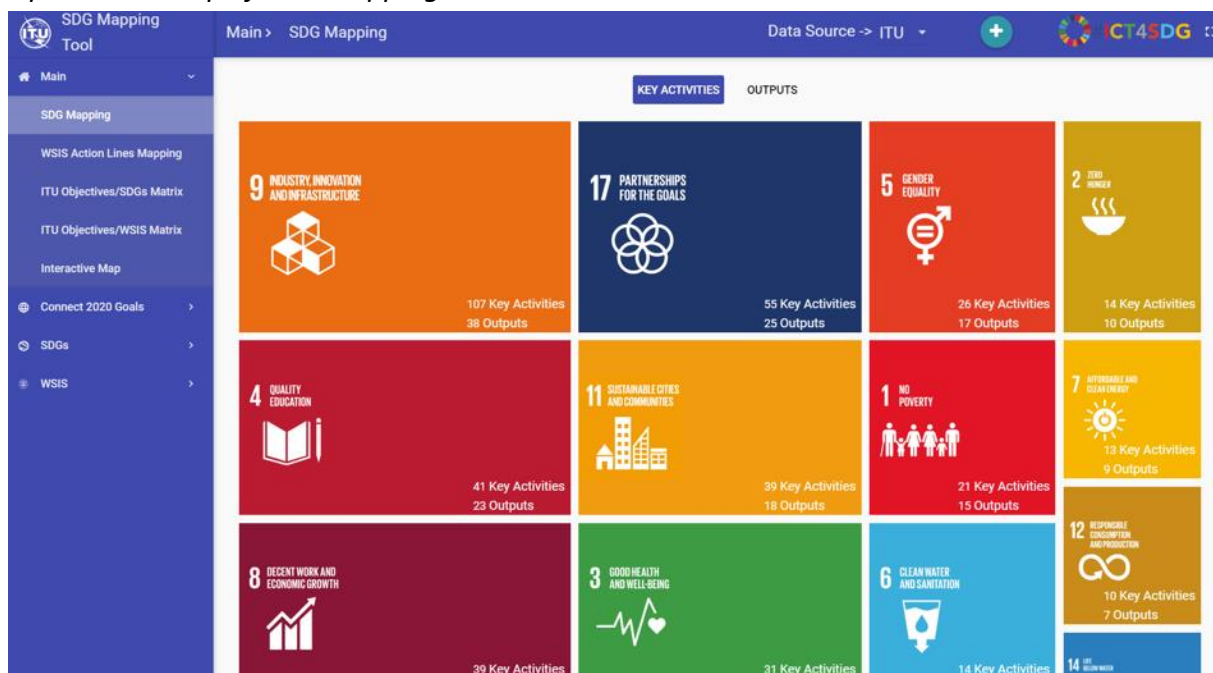 SDG Mapping
Tool
Main > SDG Mapping
Data Source -> ITU
ICT4SDG
Main
SDG Mapping
WSIS Action Lines Mapping
ITU Objectives/SDGs Matrix
ITU Objectives/WSIS Matrix
Interactive Map
Connect 2020 Goals
SDGs
WSIS
KEY ACTIVITIES
OUTPUTS
9 INDUSTRY, INNOVATION
AND INFRASTRUCTURE
107 Key Activities
38 Outputs
17 PARTNERSHIPS
FOR THE GOALS
55 Key Activities
25 Outputs
5 GENDER
EQUALITY
26 Key Activities
17 Outputs
2 ZERO
HUNGER
14 Key Activities
10 Outputs
4 QUALITY
EDUCATION
41 Key Activities
23 Outputs
11 SUSTAINABLE CITIES
AND COMMUNITIES
39 Key Activities
18 Outputs
1 NO
POVERTY
21 Key Activities
15 Outputs
7 AFFORDABLE AND
CLEAN ENERGY
13 Key Activities
9 Outputs
12 RESPONSIBLE
CONSUMPTION
AND PRODUCTION
10 Key Activities
7 Outputs
8 DECENT WORK AND
ECONOMIC GROWTH
39 Key Activities
3 GOOD HEALTH
AND WELL-BEING
31 Key Activities
6 CLEAN WATER
AND SANITATION
14 Key Activities
14 LIFE
BELOW WATER